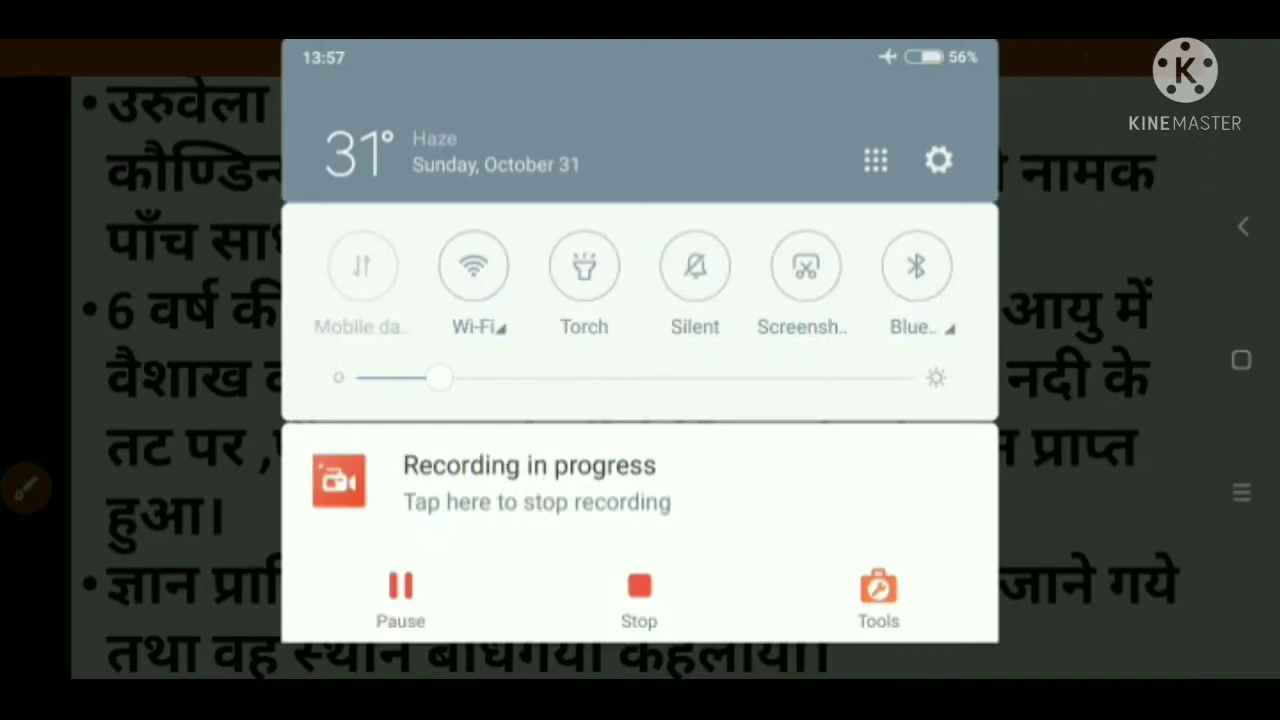 13:57
56%
K
KINEMASTER
31°
Haze
Sunday, October 31
Mobile da..
Wi-Fi
Torch
Silent
Screensh..
Blue..
Recording in progress
Tap here to stop recording
Pause
Stop
Tools
• उरुवेला
नामक
पाँच
• 6 वर्ष की आयु में
वैशाख नदी के
तट पर , प्राप्त
हुआ।
• ज्ञान जाने गये
तथा वह स्थान बोधगया कहलाया।